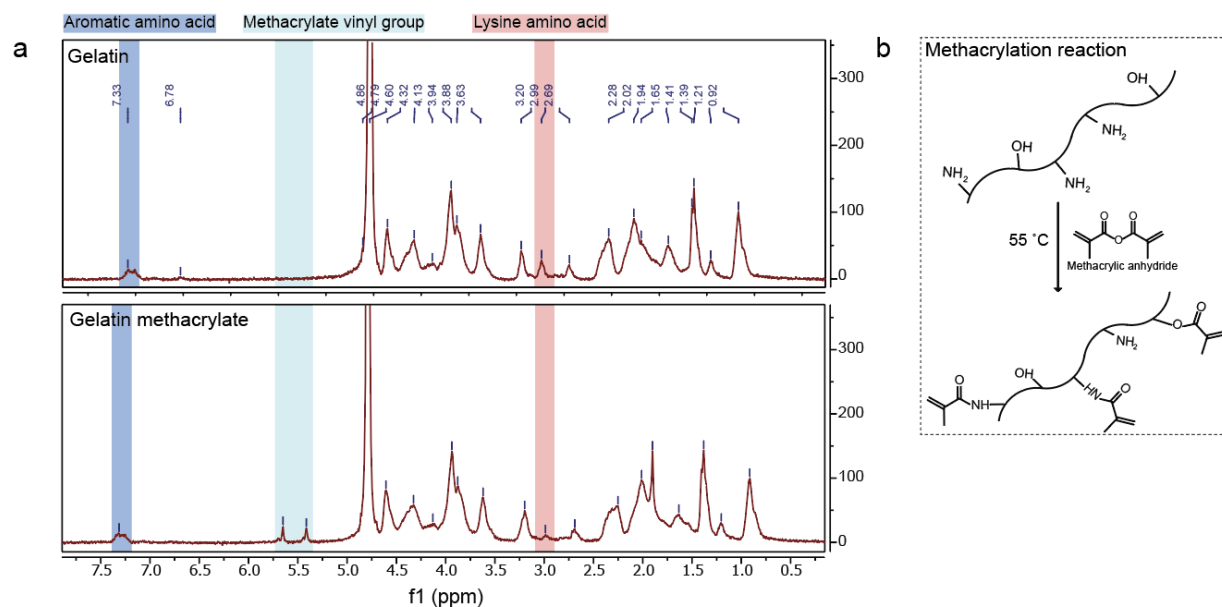 Aromatic amino acid
Methacrylate vinyl group
Lysine amino acid
a
Gelatin
7.33
6.78
4.86
4.79
4.60
4.32
4.13
3.94
3.88
3.63
3.20
2.99
2.69
2.28
2.02
1.94
1.65
1.41
1.39
1.21
0.92
300
200
100
0
Gelatin methacrylate
300
200
100
0
7.5 7.0 6.5 6.0 5.5 5.0 4.5 4.0 3.5 3.0 2.5 2.0 1.5 1.0 0.5
f1 (ppm)
b
Methacrylation reaction
OH
NH2
OH
NH2
NH2
55 °C
O O
O
Methacrylic anhydride
O
O
NH2
OH
O
NH
HN
O